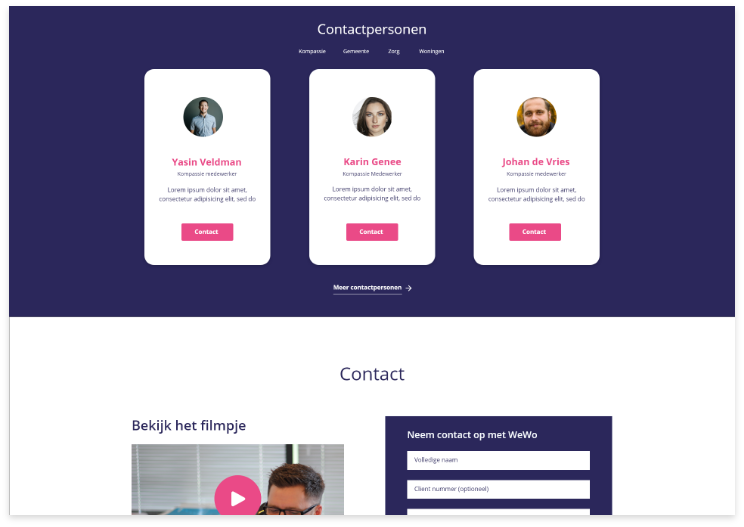 Contactpersonen
Kompassie Gemeente Zorg Woningen
Yasin Veldman
Kompassie medewerker
Lorem ipsum dolor sit amet,
consectetur adipisicing elit, sed do
Contact
Karin Genee
Kompassie Medewerker
Lorem ipsum dolor sit amet,
consectetur adipisicing elit, sed do
Contact
Johan de Vries
Kompassie medewerker
Lorem ipsum dolor sit amet,
consectetur adipisicing elit, sed do
Contact
Meer contactpersonen
Contact
Bekijk het filmpje
Neem contact op met WeWo
Volledige naam
Client nummer (optioneel)